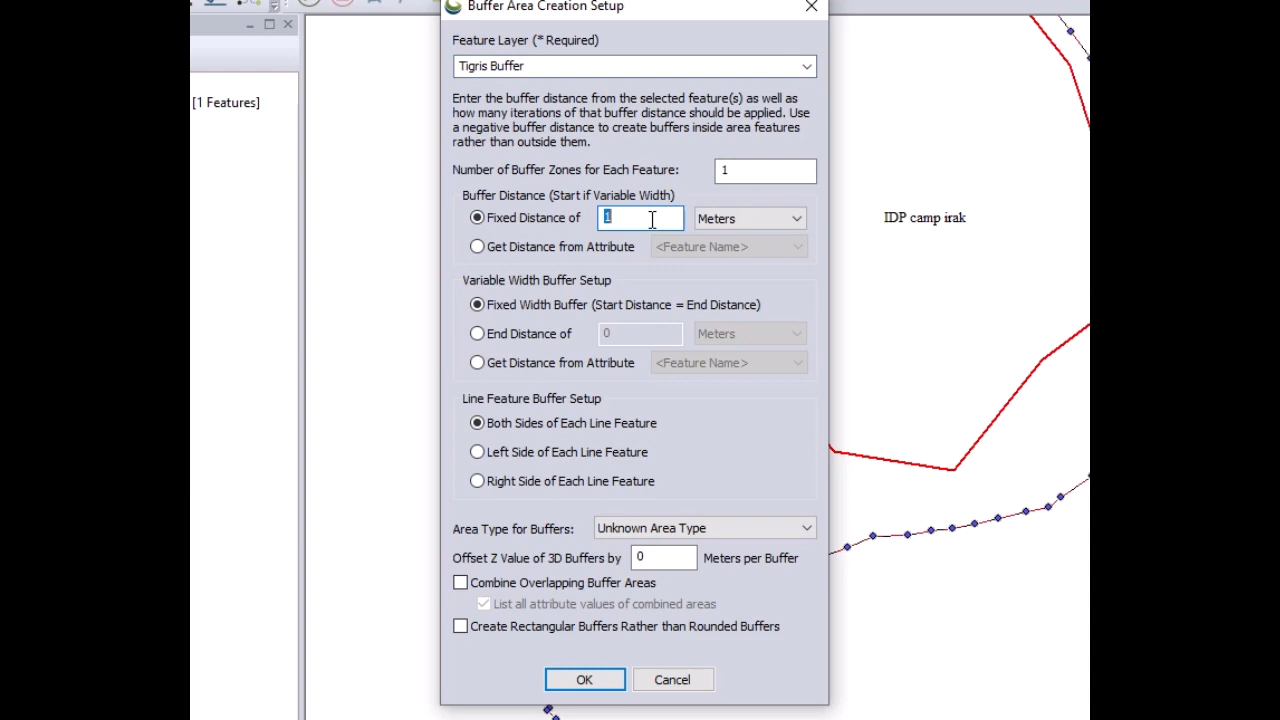 Buffer Area Creation Setup
Feature Layer (* Required)
Tigris Buffer
[1 Features]
Enter the buffer distance from the selected feature(s) as well as
how many iterations of that buffer distance should be applied. Use
a negative buffer distance to create buffers inside area features
rather than outside them.
Number of Buffer Zones for Each Feature: 1
Buffer Distance (Start if Variable Width)
Fixed Distance of 1 Meters
IDP camp irak
Get Distance from Attribute <Feature Name>
Variable Width Buffer Setup
Fixed Width Buffer (Start Distance = End Distance)
End Distance of 0 Meters
Get Distance from Attribute <Feature Name>
Line Feature Buffer Setup
Both Sides of Each Line Feature
Left Side of Each Line Feature
Right Side of Each Line Feature
Area Type for Buffers: Unknown Area Type
Offset Z Value of 3D Buffers by 0 Meters per Buffer
Combine Overlapping Buffer Areas
List all attribute values of combined areas
Create Rectangular Buffers Rather than Rounded Buffers
OK Cancel